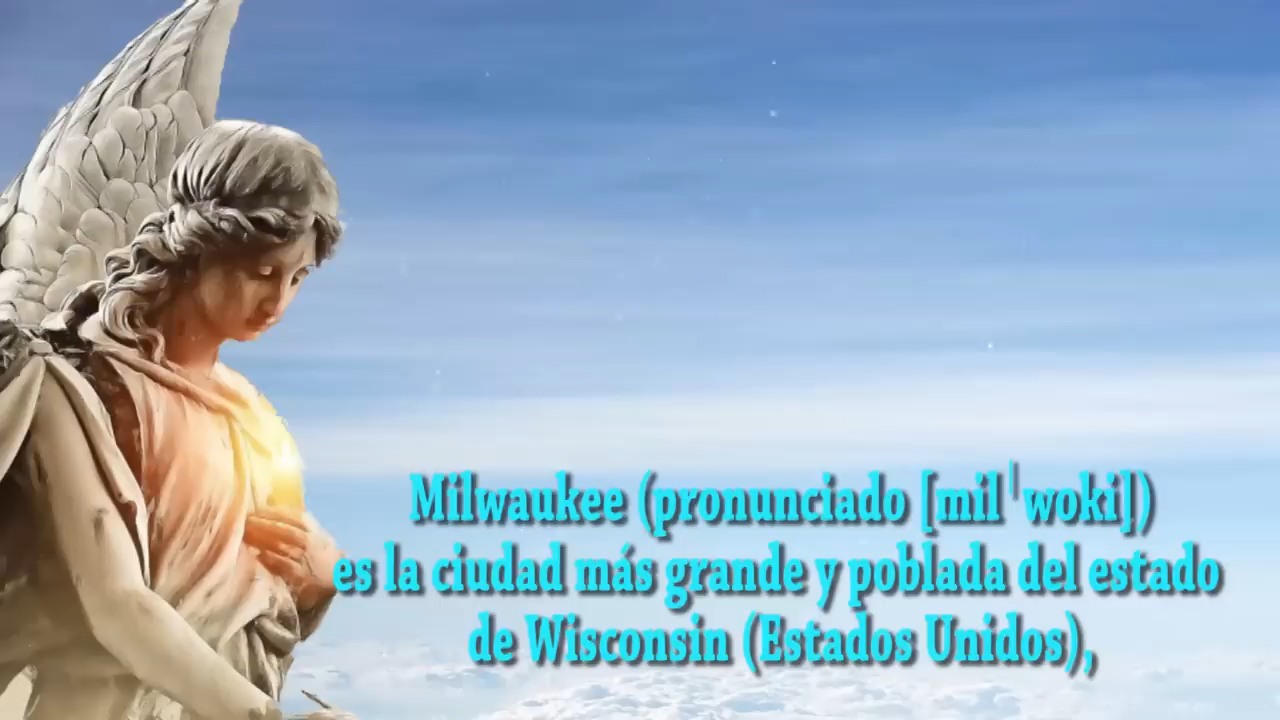 Milwaukee (pronunciado [milˈwoki])
es la ciudad más grande y poblada del estado
de Wisconsin (Estados Unidos),